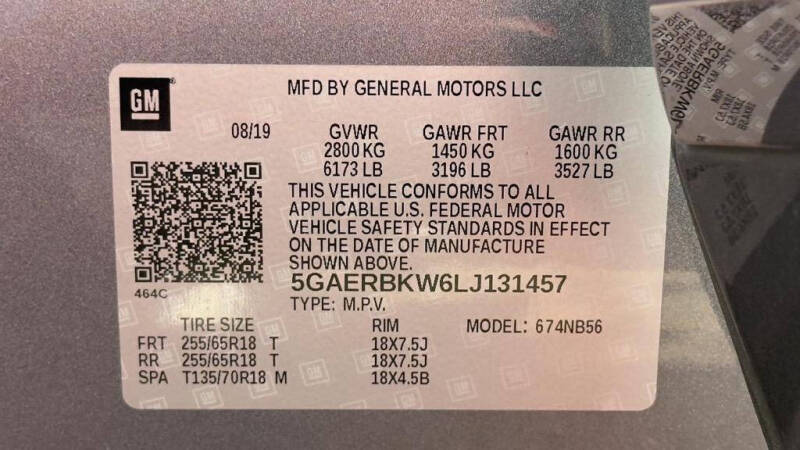 GM
MFD BY GENERAL MOTORS LLC
08/19 GVWR GAWR FRT GAWR RR
2800 KG 1450 KG 1600 KG
6173 LB 3196 LB 3527 LB
THIS VEHICLE CONFORMS TO ALL
APPLICABLE U.S. FEDERAL MOTOR
VEHICLE SAFETY STANDARDS IN EFFECT
ON THE DATE OF MANUFACTURE
SHOWN ABOVE.
464C
5GAERBKW6LJ131457
TYPE: M.P.V.
TIRE SIZE RIM MODEL: 674NB56
FRT 255/65R18 T 18X7.5J
RR 255/65R18 T 18X7.5J
SPA T135/70R18 M 18X4.5B